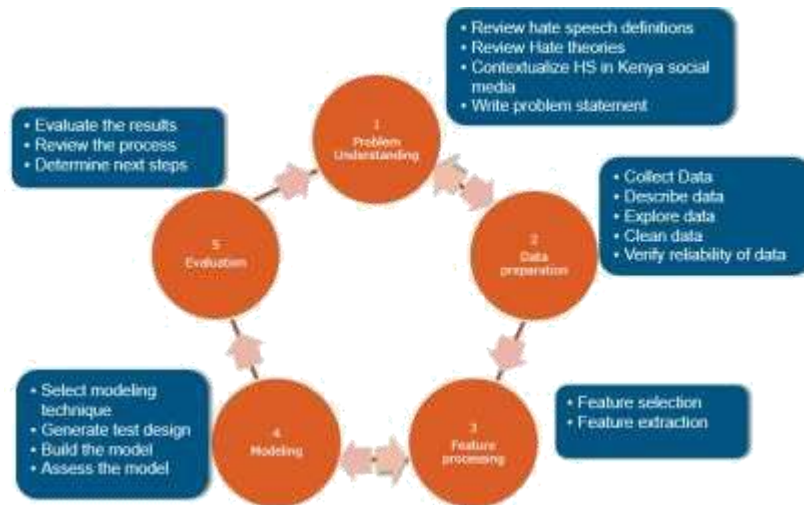 • Review hate speech definitions
• Review Hate theories
• Contextualize HS in Kenya social
media
• Write problem statement
1
Problem
Understanding
• Evaluate the results
• Review the process
• Determine next steps
• Collect Data
• Describe data
• Explore data
• Clean data
• Verify reliability of data
2
Data
preparation
5
Evaluation
• Select modeling
technique
• Generate test design
• Build the model
• Assess the model
4
Modeling
3
Feature
processing
• Feature selection
• Feature extraction